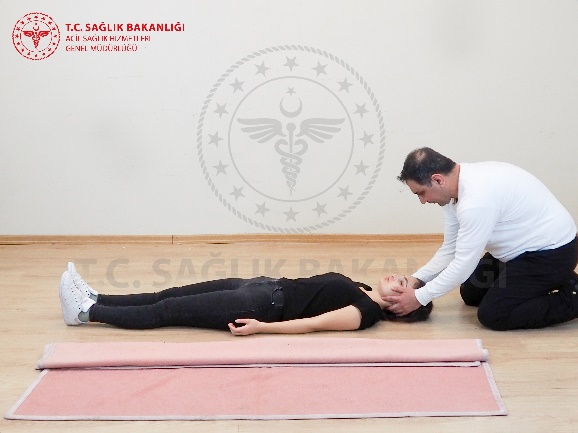 T.C. SAĞLIK BAKANLIĞI
ACİL SAĞLIK HİZMETLERİ
GENEL MÜDÜRLÜĞÜ
T.C. SAĞLIK BAKANLIĞI